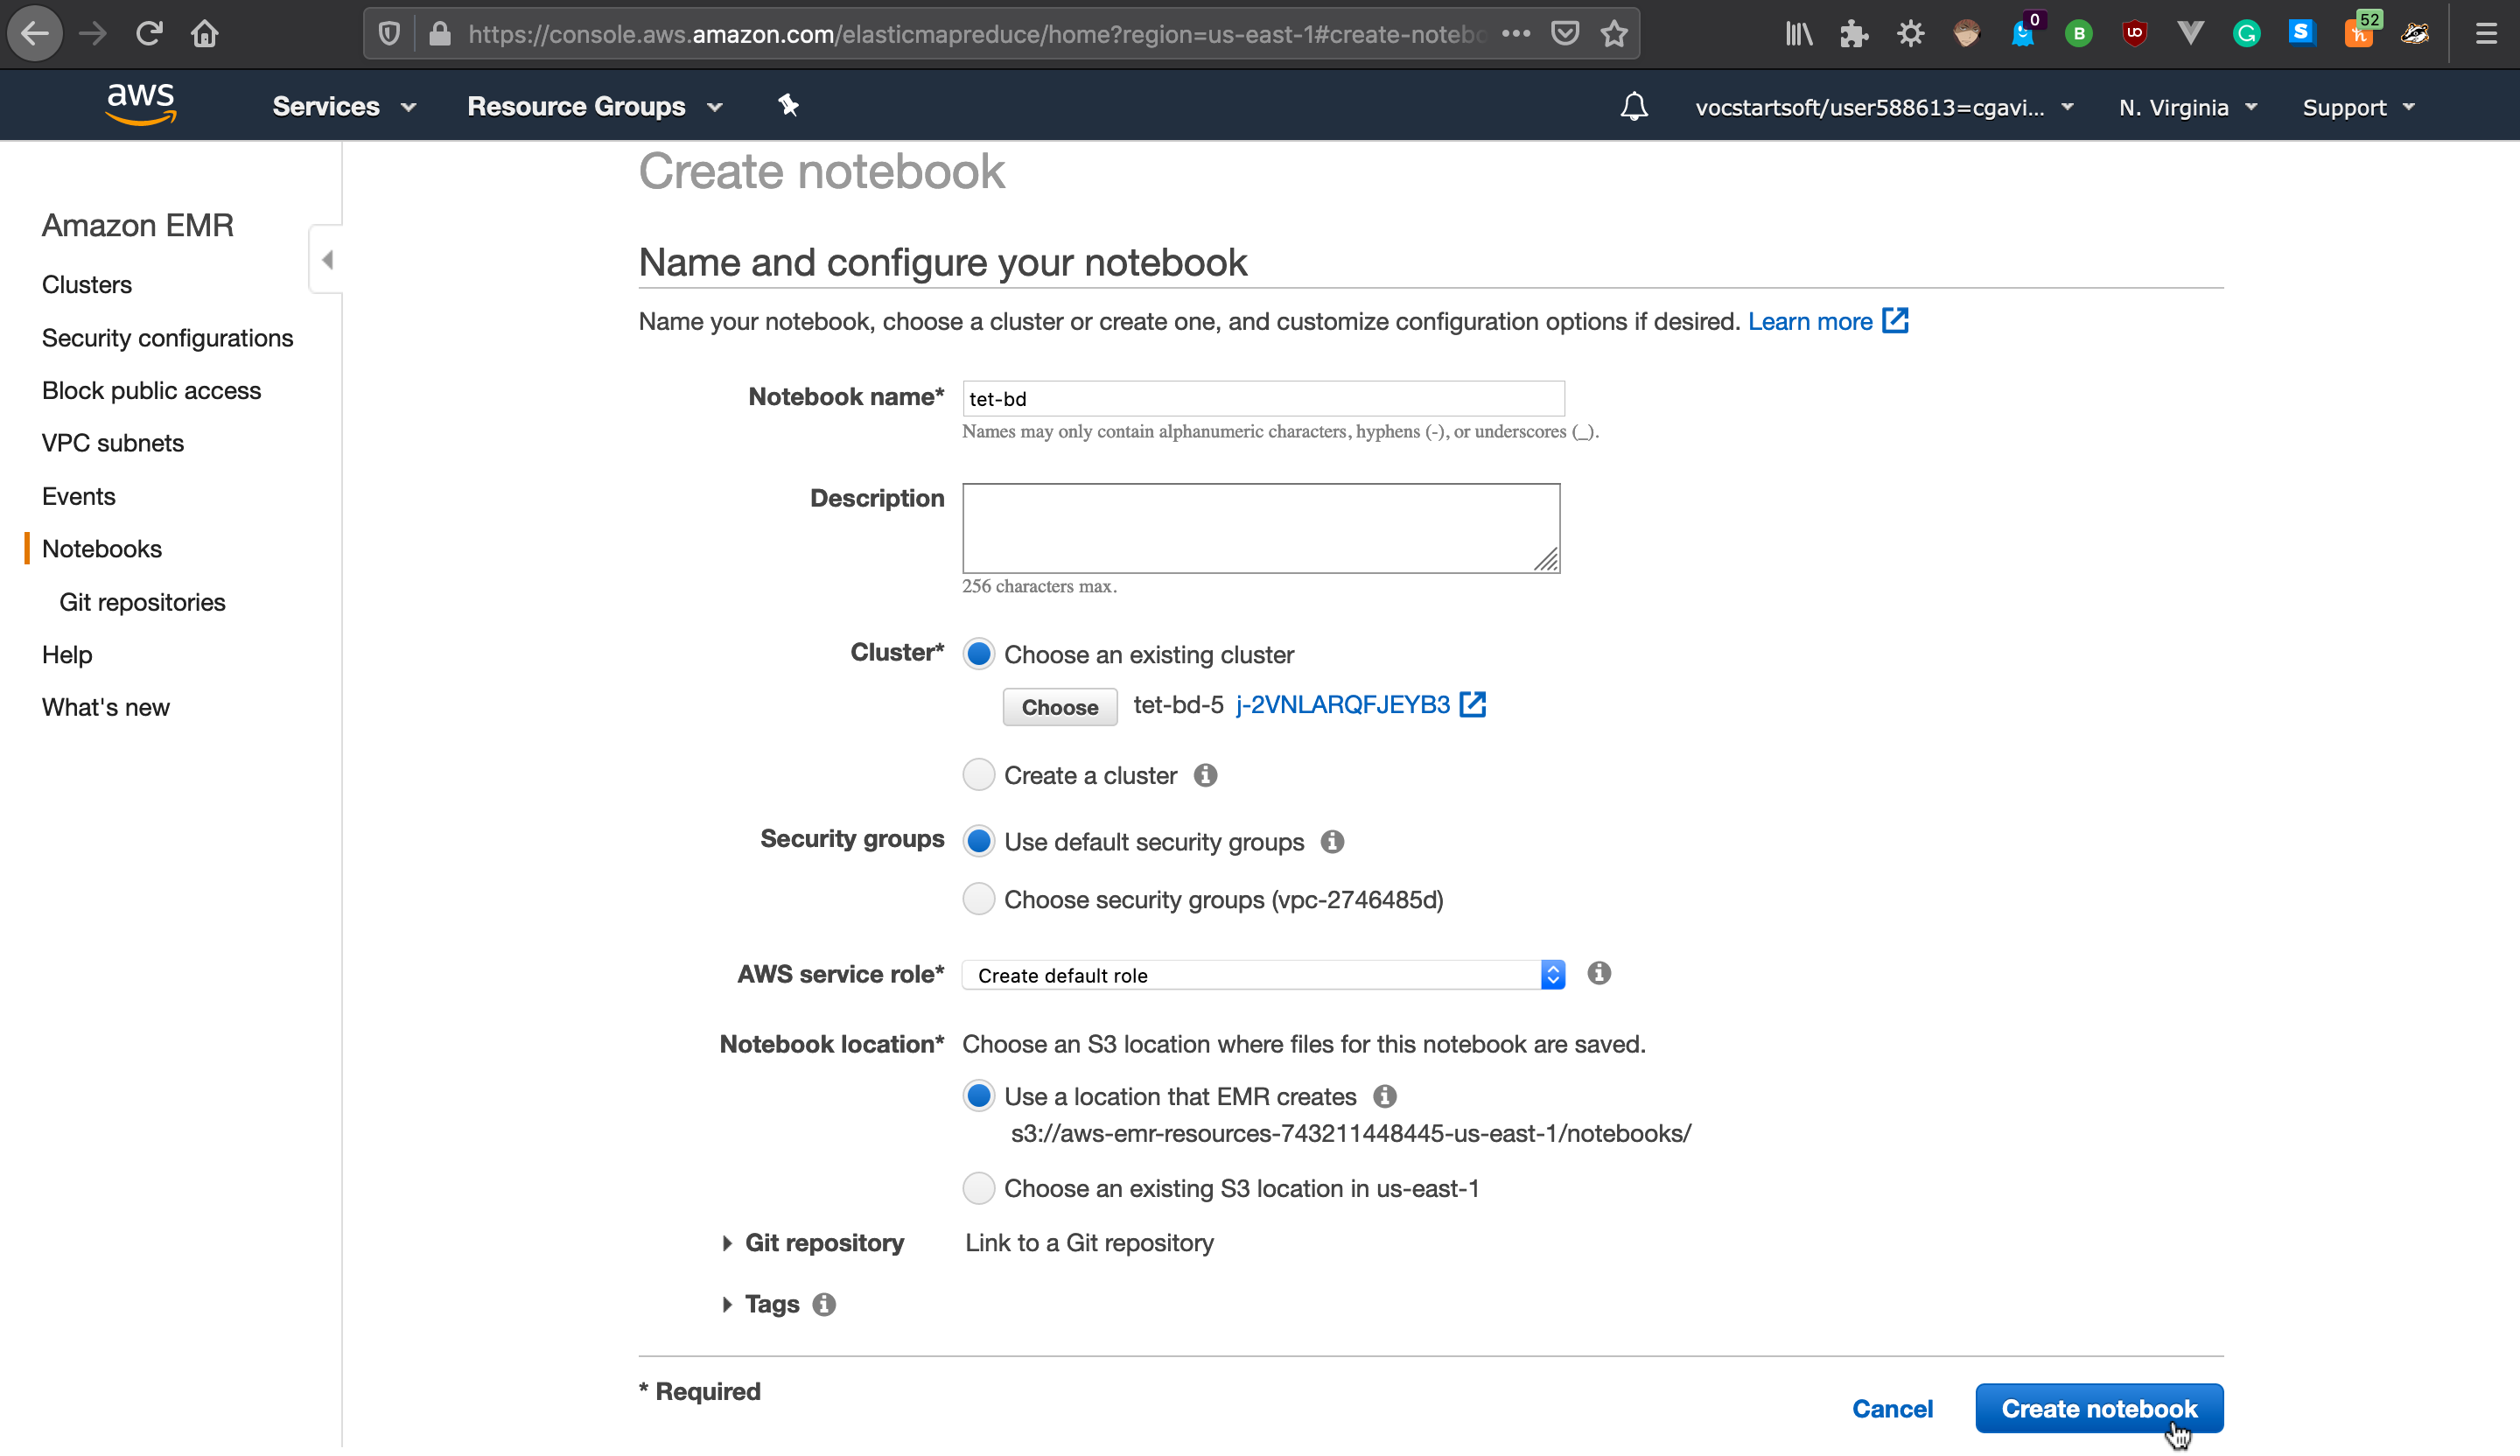 https://console.aws.amazon.com/elasticmapreduce/home?region=us-east-1#create-notebo
0
B
UO
G
S
52
h
aws
Services
Resource Groups
vocstartsoft/user588613=cgavi...
N. Virginia
Support
Create notebook
Amazon EMR
Clusters
Security configurations
Block public access
VPC subnets
Events
Notebooks
Git repositories
Help
What's new
Name and configure your notebook
Name your notebook, choose a cluster or create one, and customize configuration options if desired. Learn more
Notebook name* tet-bd
Names may only contain alphanumeric characters, hyphens (-), or underscores (_).
Description
256 characters max.
Cluster* Choose an existing cluster
Choose tet-bd-5 j-2VNLARQFJEYB3
Create a cluster
Security groups Use default security groups
Choose security groups (vpc-2746485d)
AWS service role* Create default role
Notebook location* Choose an S3 location where files for this notebook are saved.
Use a location that EMR creates
s3://aws-emr-resources-743211448445-us-east-1/notebooks/
Choose an existing S3 location in us-east-1
Git repository Link to a Git repository
Tags
* Required
Cancel
Create notebook